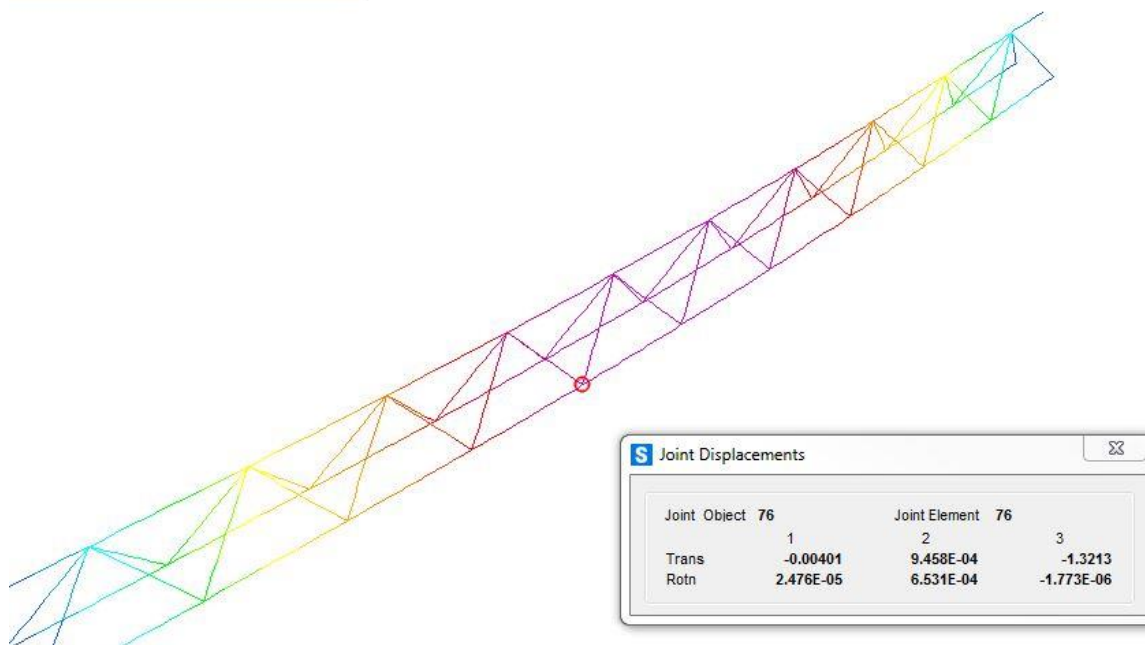 S Joint Displacements
Joint Object 76 Joint Element 76
1 2 3
Trans -0.00401 9.458E-04 -1.3213
Rotn 2.476E-05 6.531E-04 -1.773E-06